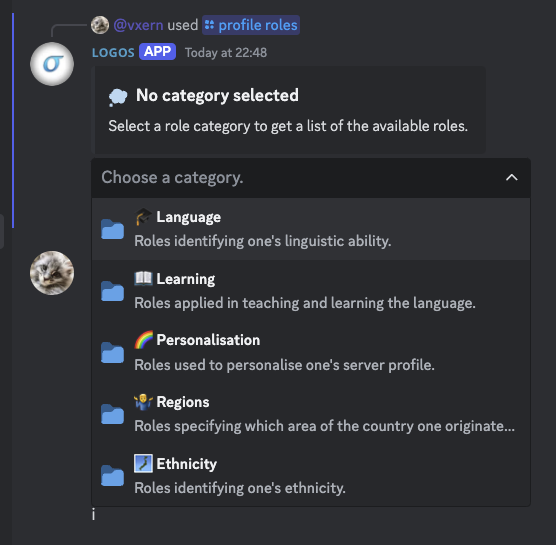 @vxern used profile roles
LOGOS APP Today at 22:48
No category selected
Select a role category to get a list of the available roles.
Choose a category.
Language
Roles identifying one's linguistic ability.
Learning
Roles applied in teaching and learning the language.
Personalisation
Roles used to personalise one's server profile.
Regions
Roles specifying which area of the country one originate...
Ethnicity
Roles identifying one's ethnicity.
i